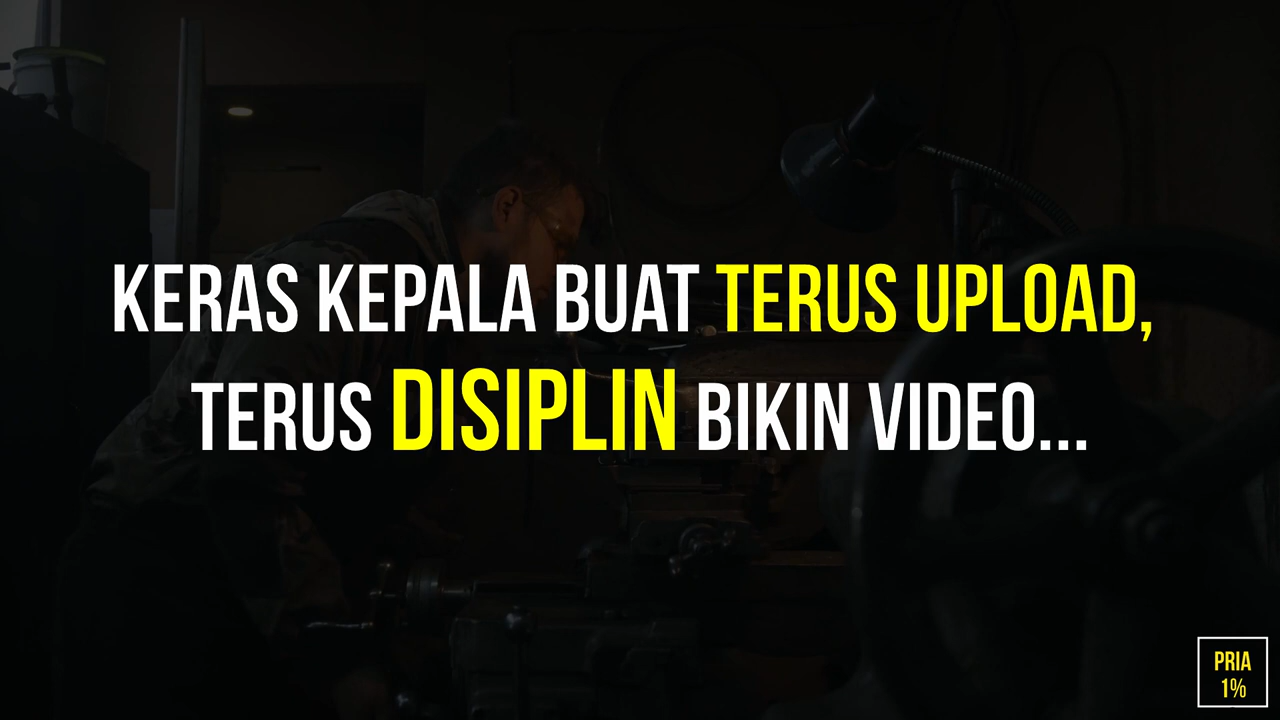 KERAS KEPALA BUAT TERUS UPLOAD,
TERUS DISIPLIN BIKIN VIDEO...
PRIA
1%